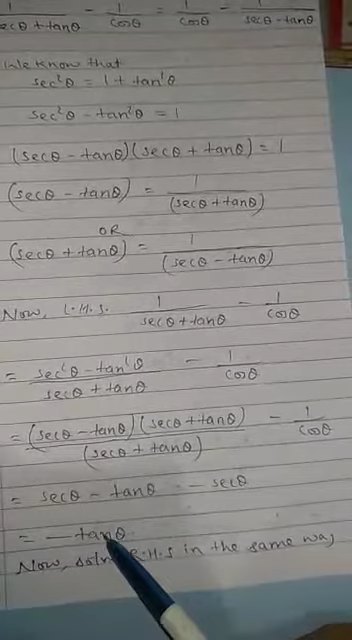 1/(secθ + tanθ) - 1/cosθ = 1/cosθ - 1/(secθ - tanθ)
We know that
sec²θ = 1 + tan²θ
sec²θ - tan²θ = 1
(secθ - tanθ)(secθ + tanθ) = 1
(secθ - tanθ) = 1/(secθ + tanθ)
OR
(secθ + tanθ) = 1/(secθ - tanθ)
Now, L.H.S. 1/(secθ + tanθ) - 1/cosθ
= (sec²θ - tan²θ)/(secθ + tanθ) - 1/cosθ
= (secθ - tanθ)(secθ + tanθ)/(secθ + tanθ) - 1/cosθ
= secθ - tanθ - secθ
= - tanθ
Now, R.H.S in the same way